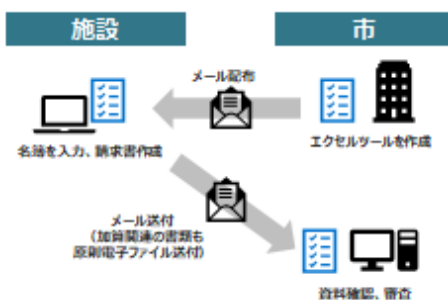 施設
市
メール配布
エクセルツールを作成
名簿を入力、請求書作成
メール送付
（加算関連の書類も
原則電子ファイル送付）
資料確認、審査